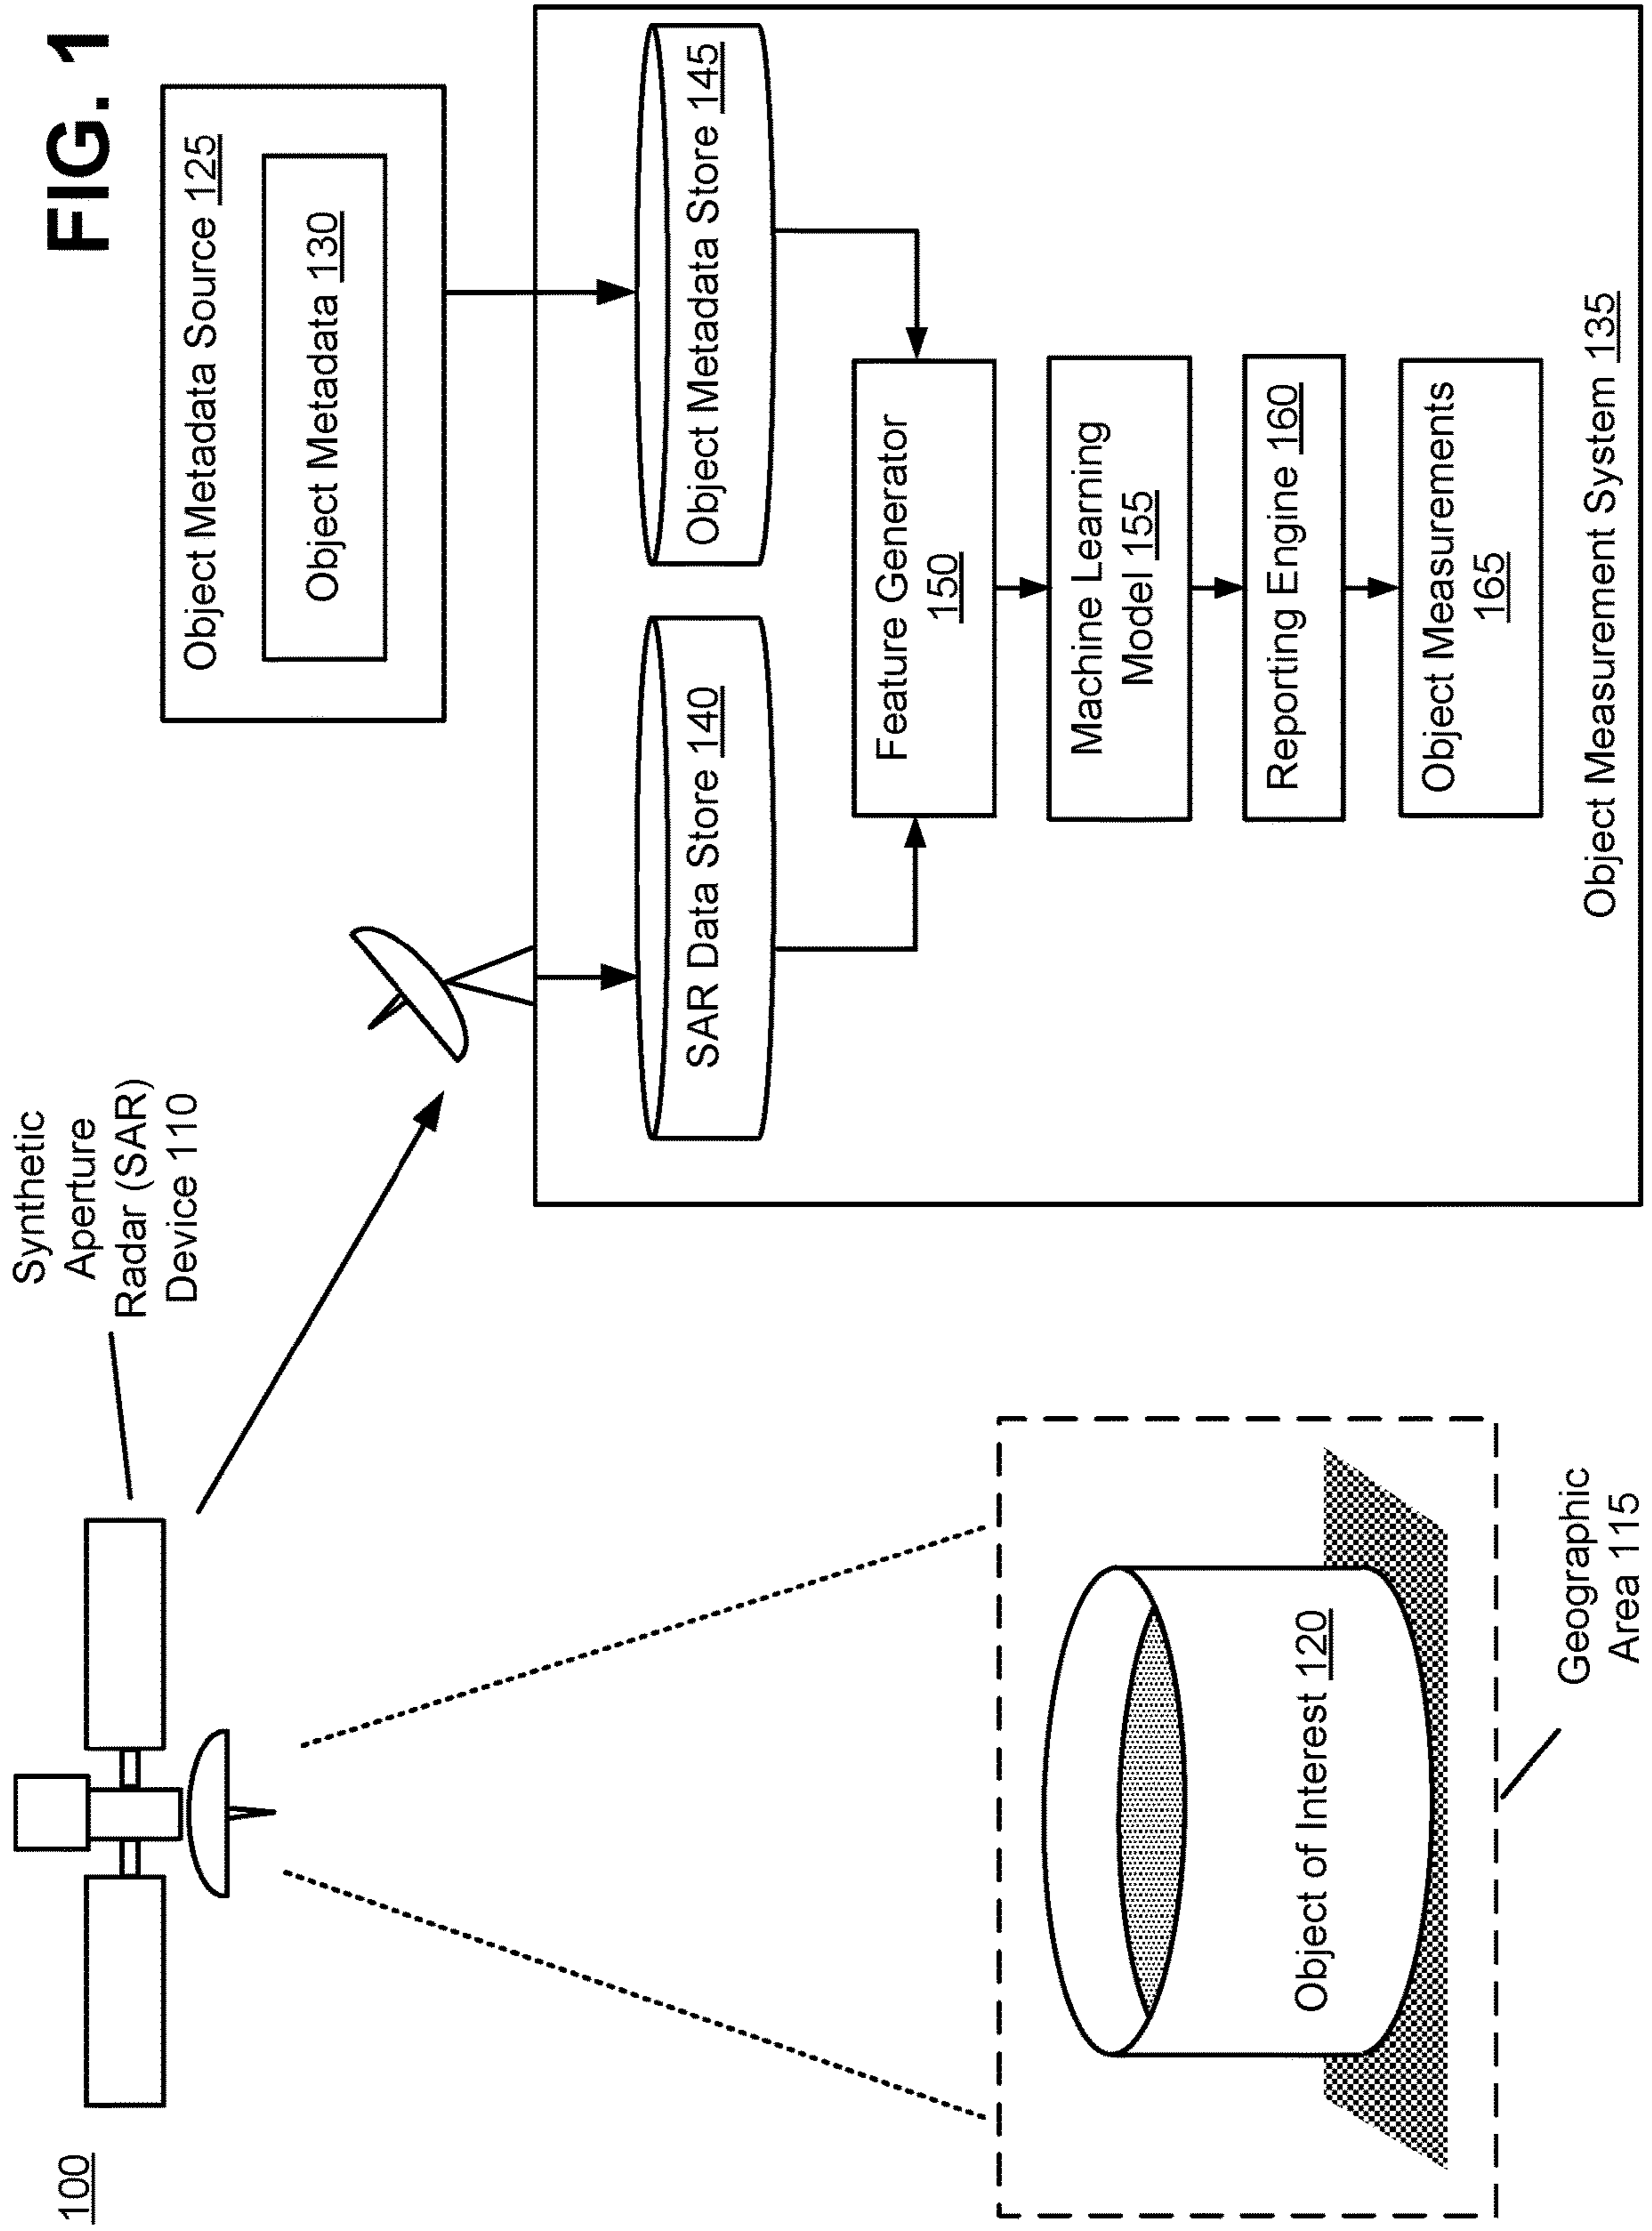 FIG. 1
100
Synthetic
Aperture
Radar (SAR)
Device 110
Object Metadata Source 125
Object Metadata 130
SAR Data Store 140
Object Metadata Store 145
Feature Generator
150
Machine Learning
Model 155
Reporting Engine 160
Object Measurements
165
Object Measurement System 135
Object of Interest 120
Geographic
Area 115